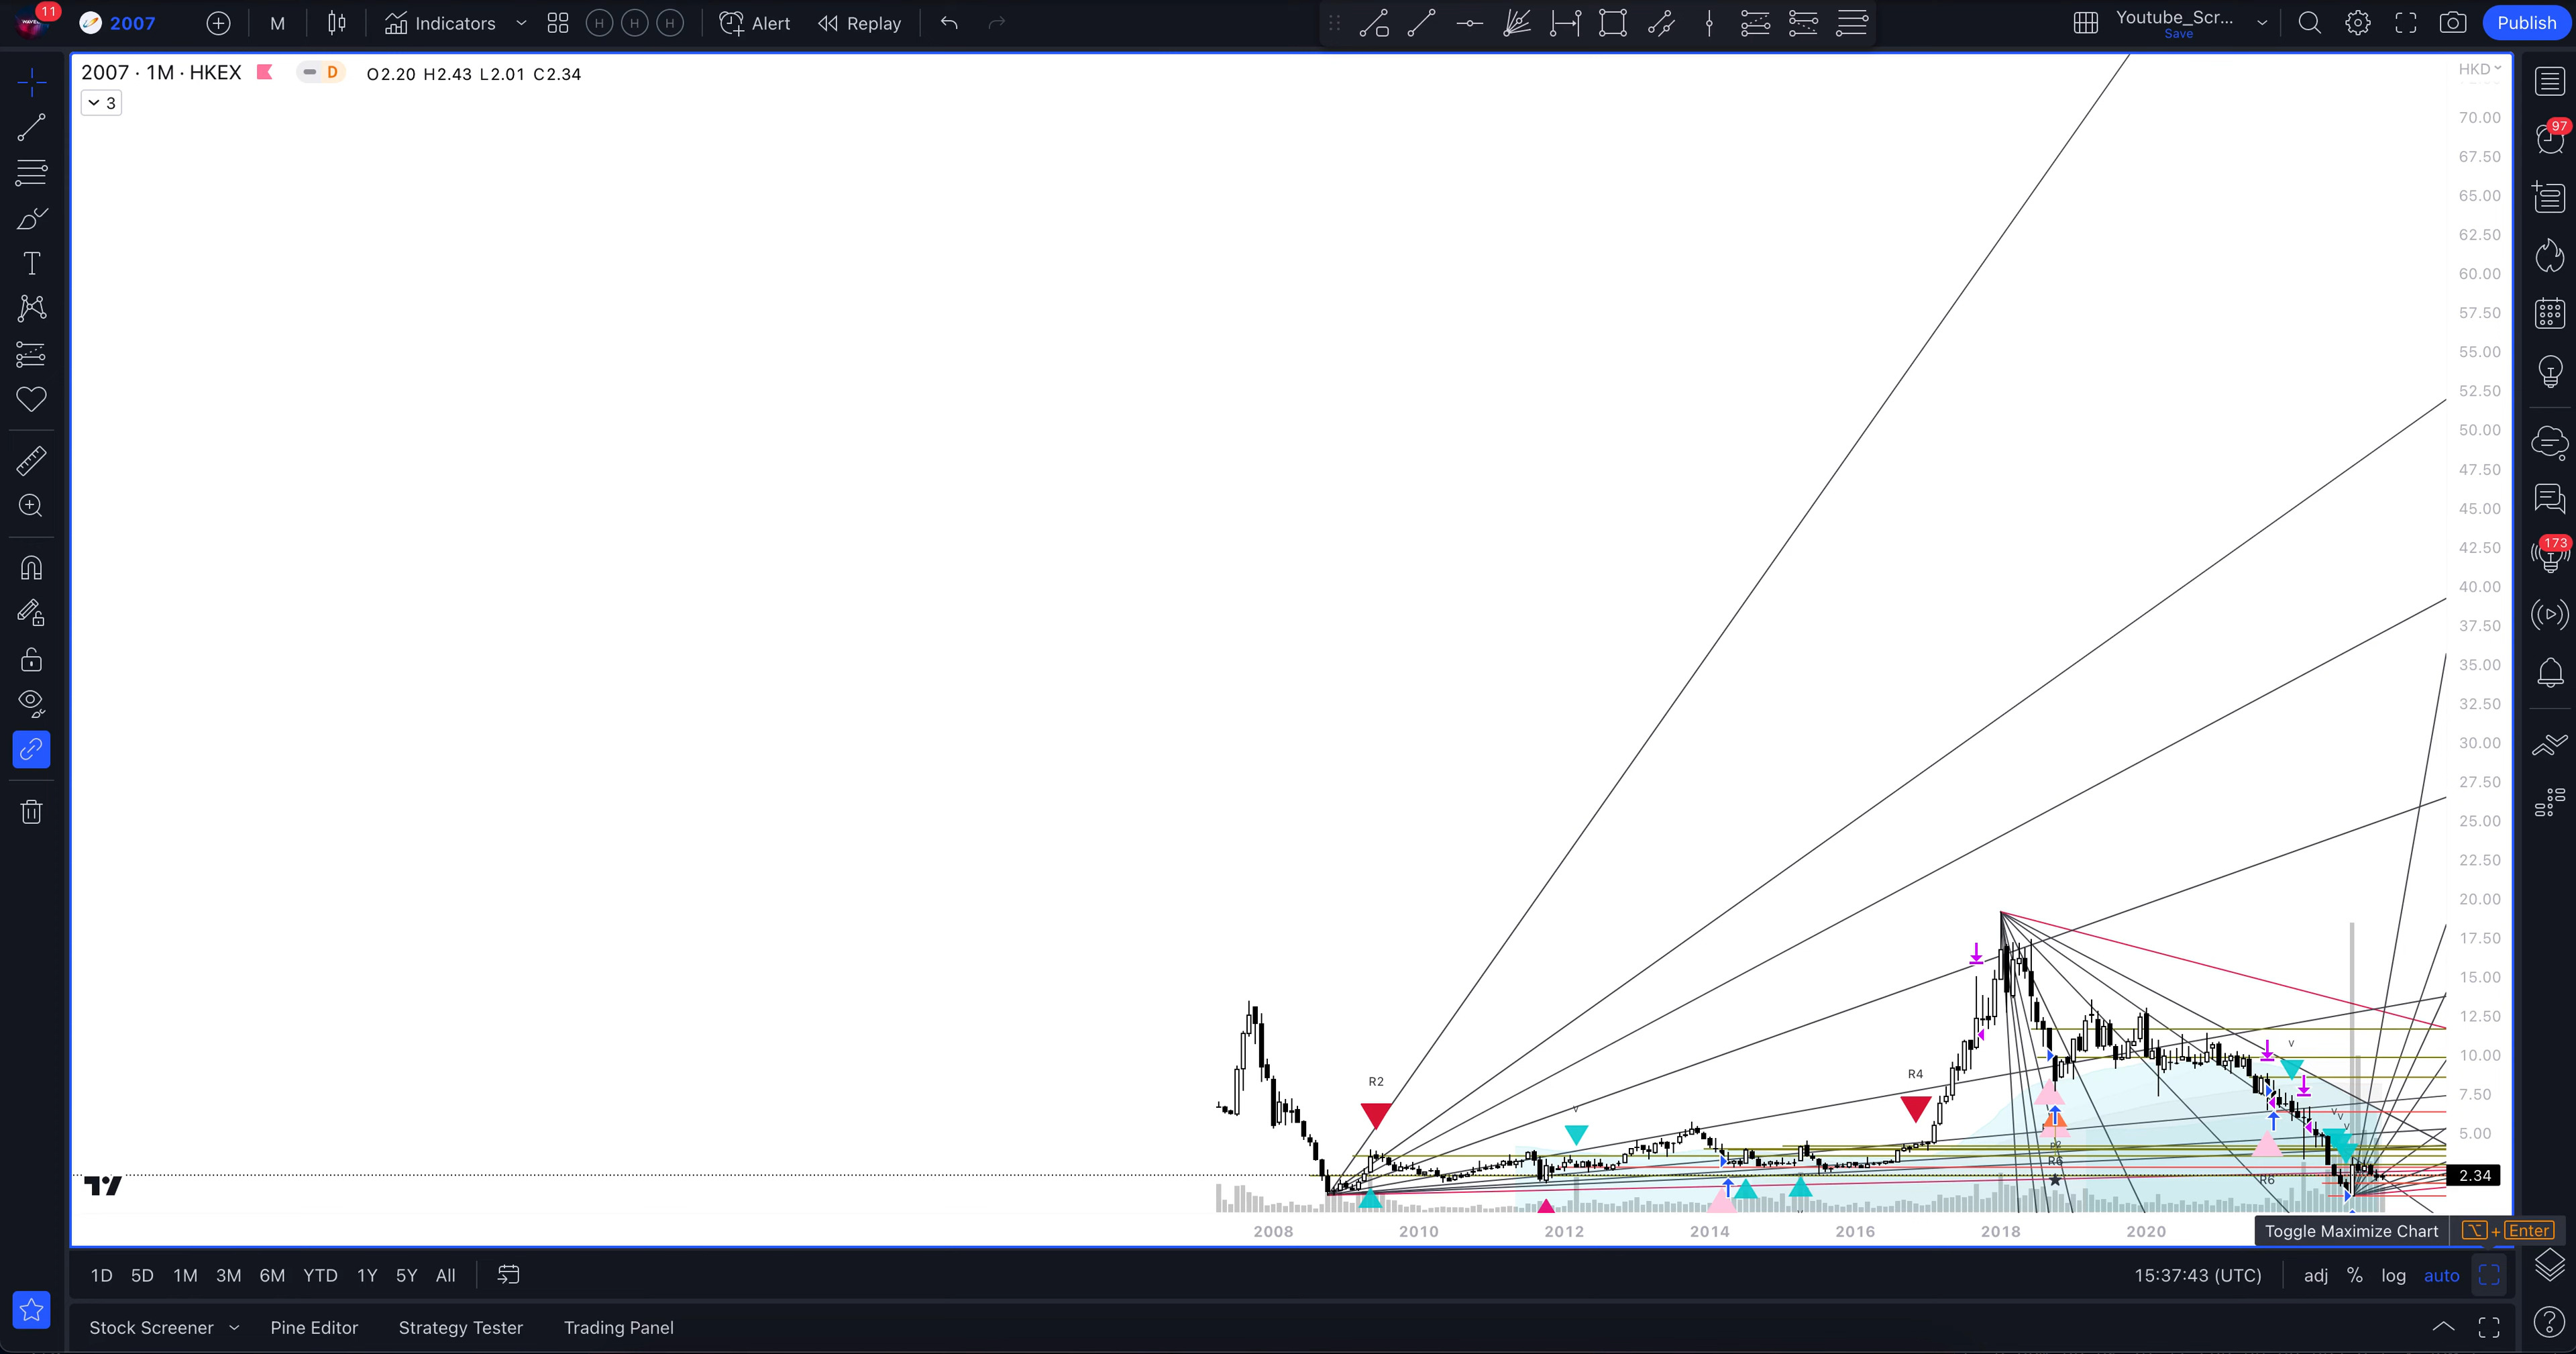 11
2007
M
Indicators
H
H
H
Alert
Replay
Youtube_Scr...
Save
Publish
2007 · 1M · HKEX
D
O2.20 H2.43 L2.01 C2.34
3
HKD
70.00
67.50
65.00
62.50
60.00
57.50
55.00
52.50
50.00
47.50
45.00
42.50
40.00
37.50
35.00
32.50
30.00
27.50
25.00
22.50
20.00
17.50
15.00
12.50
10.00
7.50
5.00
2.34
97
173
R2
R4
V
V
V
V
V
R6
R6
2008
2010
2012
2014
2016
2018
2020
Toggle Maximize Chart
+ Enter
1D 5D 1M 3M 6M YTD 1Y 5Y All
15:37:43 (UTC)
adj % log auto
Stock Screener
Pine Editor
Strategy Tester
Trading Panel